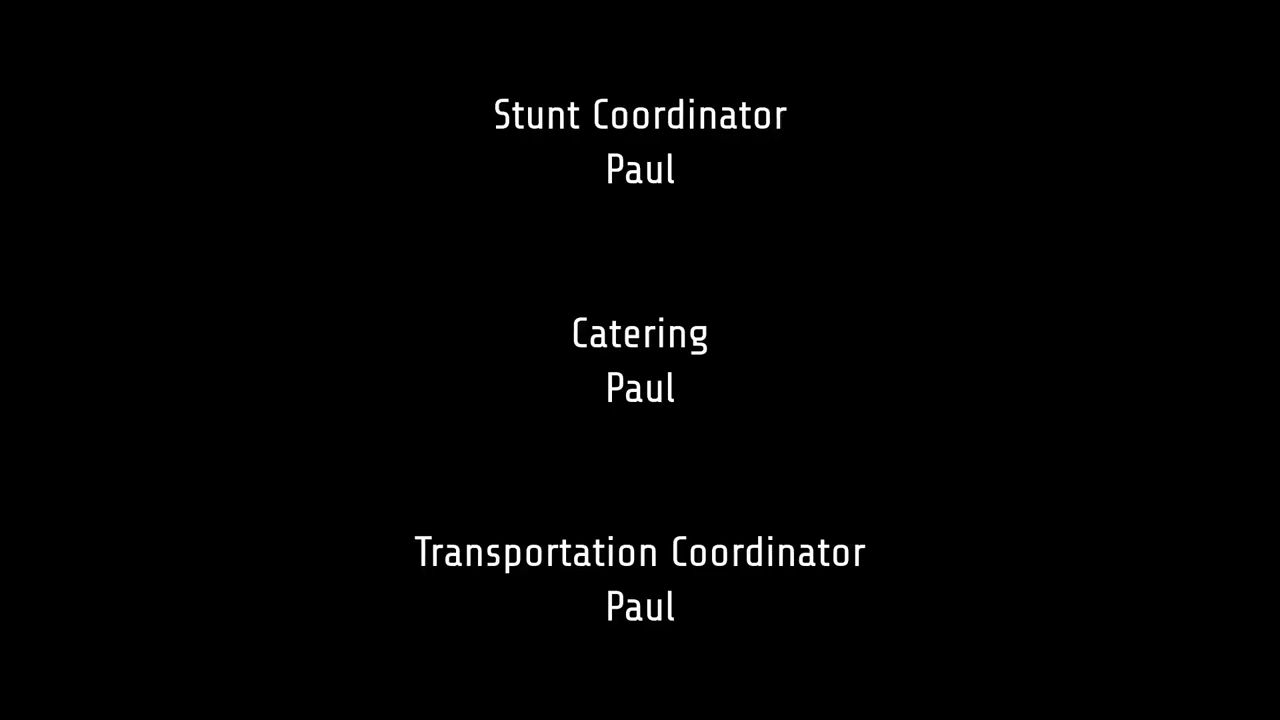 Stunt Coordinator
Paul
Catering
Paul
Transportation Coordinator
Paul